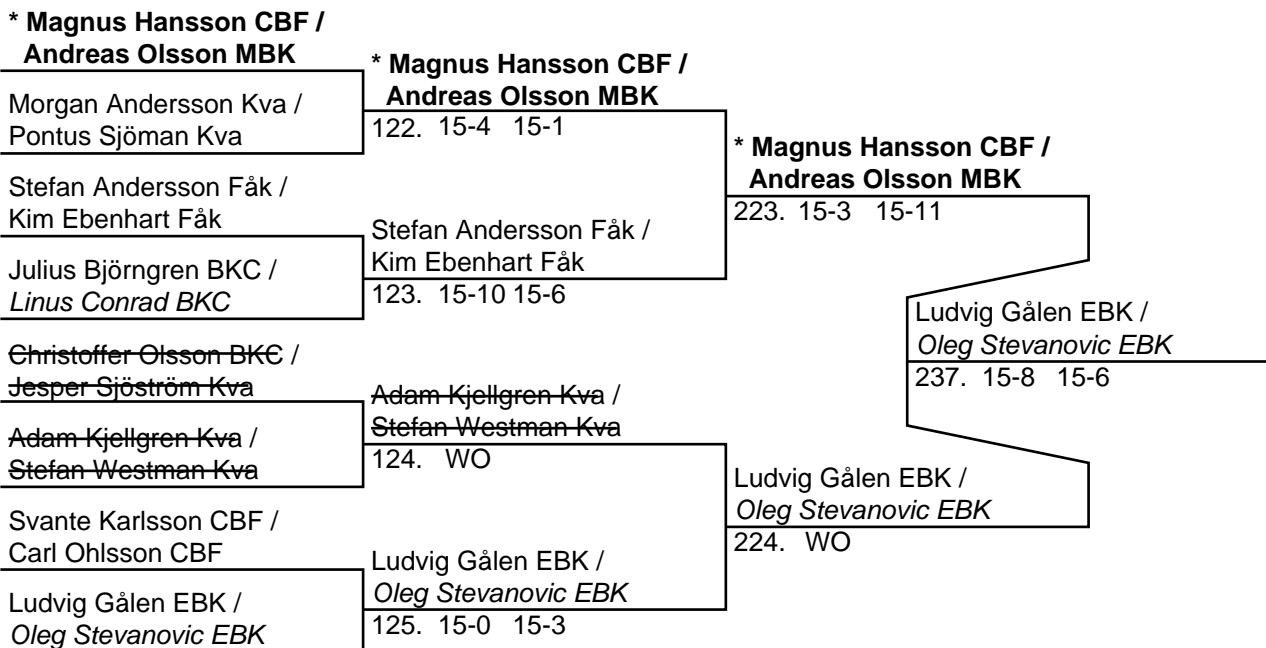 * Magnus Hansson CBF /
Andreas Olsson MBK
Morgan Andersson Kva /
Pontus Sjöman Kva
Stefan Andersson Fåk /
Kim Ebenhart Fåk
Julius Björngren BKC /
Linus Conrad BKC
Christoffer Olsson BKC /
Jesper Sjöström Kva
Adam Kjellgren Kva /
Stefan Westman Kva
Svante Karlsson CBF /
Carl Ohlsson CBF
Ludvig Gålen EBK /
Oleg Stevanovic EBK
* Magnus Hansson CBF /
Andreas Olsson MBK
122. 15-4 15-1
Stefan Andersson Fåk /
Kim Ebenhart Fåk
123. 15-10 15-6
Adam Kjellgren Kva /
Stefan Westman Kva
124. WO
Ludvig Gålen EBK /
Oleg Stevanovic EBK
125. 15-0 15-3
* Magnus Hansson CBF /
Andreas Olsson MBK
223. 15-3 15-11
Ludvig Gålen EBK /
Oleg Stevanovic EBK
224. WO
Ludvig Gålen EBK /
Oleg Stevanovic EBK
237. 15-8 15-6